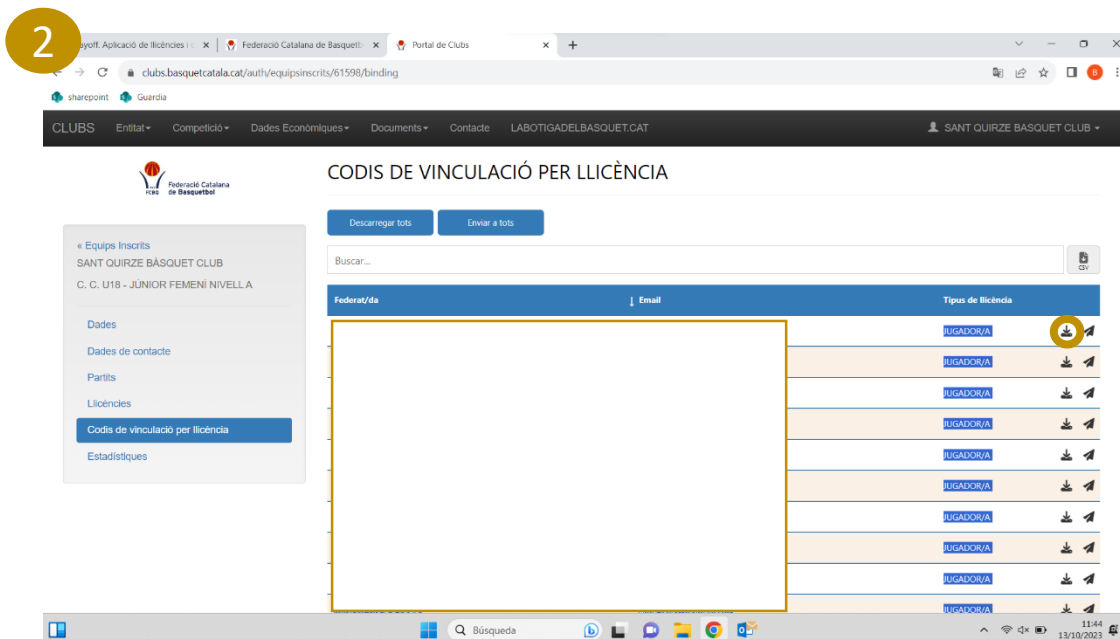 2
ayoff. Aplicació de llicències i c
Federació Catalana de Basquetb
Portal de Clubs
clubs.basquetcatala.cat/auth/equipsinscrits/61598/binding
B
sharepoint
Guardia
CLUBS Entitat Competició Dades Econòmiques Documents Contacte LABOTIGADELBASQUET.CAT SANT QUIRZE BASQUET CLUB
FCBQ
Federació Catalana
de Basquetbol
CODIS DE VINCULACIÓ PER LLICÈNCIA
Descarregar tots Enviar a tots
« Equips Inscrits
SANT QUIRZE BÀSQUET CLUB
C. C. U18 - JÚNIOR FEMENÍ NIVELL A
Dades
Dades de contacte
Partits
Llicències
Codis de vinculació per llicència
Estadístiques
Buscar...
CSV
Federat/da Email Tipus de llicència
JUGADOR/A
JUGADOR/A
JUGADOR/A
JUGADOR/A
JUGADOR/A
JUGADOR/A
JUGADOR/A
JUGADOR/A
JUGADOR/A
JUGADOR/A
Búsqueda
11:44
13/10/2023